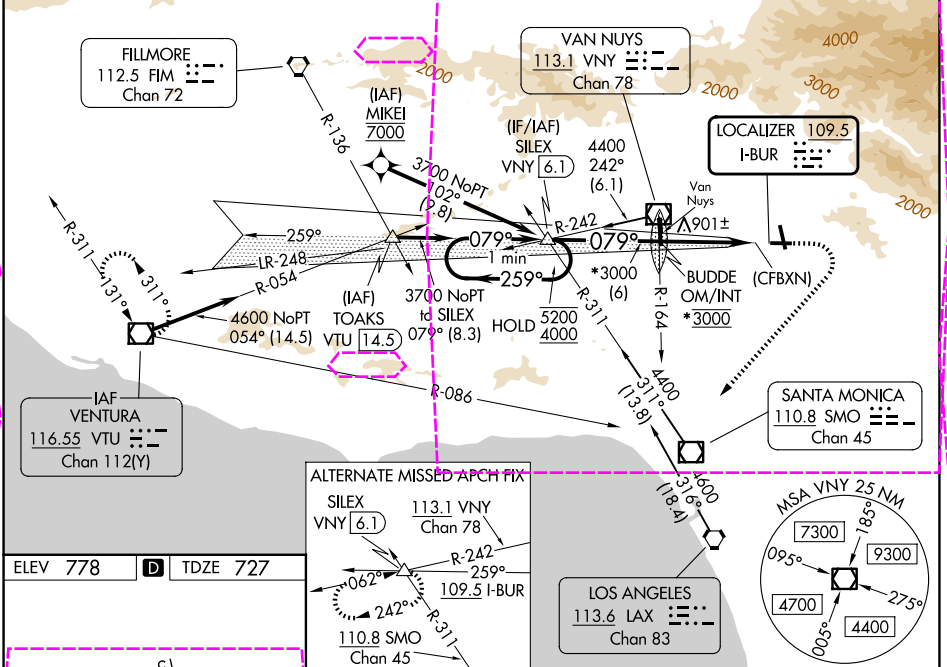 FILLMORE
112.5 FIM
Chan 72
VAN NUYS
113.1 VNY
Chan 78
4000
2000
2000
2000
LOCALIZER 109.5
I-BUR
(IAF)
MIKEI
7000
R-136
(IF/IAF)
SILEX
VNY 6.1
4400
242°
(6.1)
3700 NoPT
102°
(9.8)
R-242
Van
Nuys
901±
259°
079°
079°
1 min
259°
LR-248
R-054
R-311
131°
311°
*3000
(6)
BUDDE
OM/INT
*3000
(CFBXN)
R-164
R-311
(IAF)
TOAKS
VTU 14.5
3700 NoPT
to SILEX
079° (8.3)
HOLD 5200
4000
4600 NoPT
054° (14.5)
R-086
4400
311°
(13.8)
IAF
VENTURA
116.55 VTU
Chan 112(Y)
SANTA MONICA
110.8 SMO
Chan 45
4600
316°
(18.4)
ALTERNATE MISSED APCH FIX
SILEX
VNY 6.1
113.1 VNY
Chan 78
R-242
259°
109.5 I-BUR
062°
242°
110.8 SMO
Chan 45
R-311
LOS ANGELES
113.6 LAX
Chan 83
MSA VNY 25 NM
7300
185°
9300
095°
275°
4700
4400
005°
ELEV 778 D TDZE 727